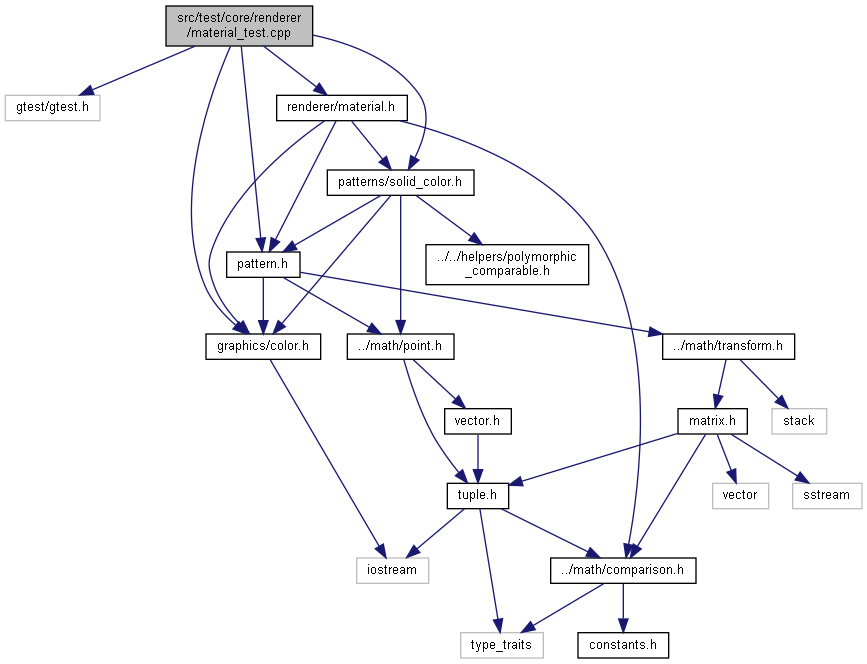 src/test/core/renderer
/material_test.cpp
gtest/gtest.h
renderer/material.h
patterns/solid_color.h
pattern.h
../../helpers/polymorphic
_comparable.h
graphics/color.h
../math/point.h
../math/transform.h
vector.h
matrix.h
stack
tuple.h
vector
sstream
iostream
../math/comparison.h
type_traits
constants.h